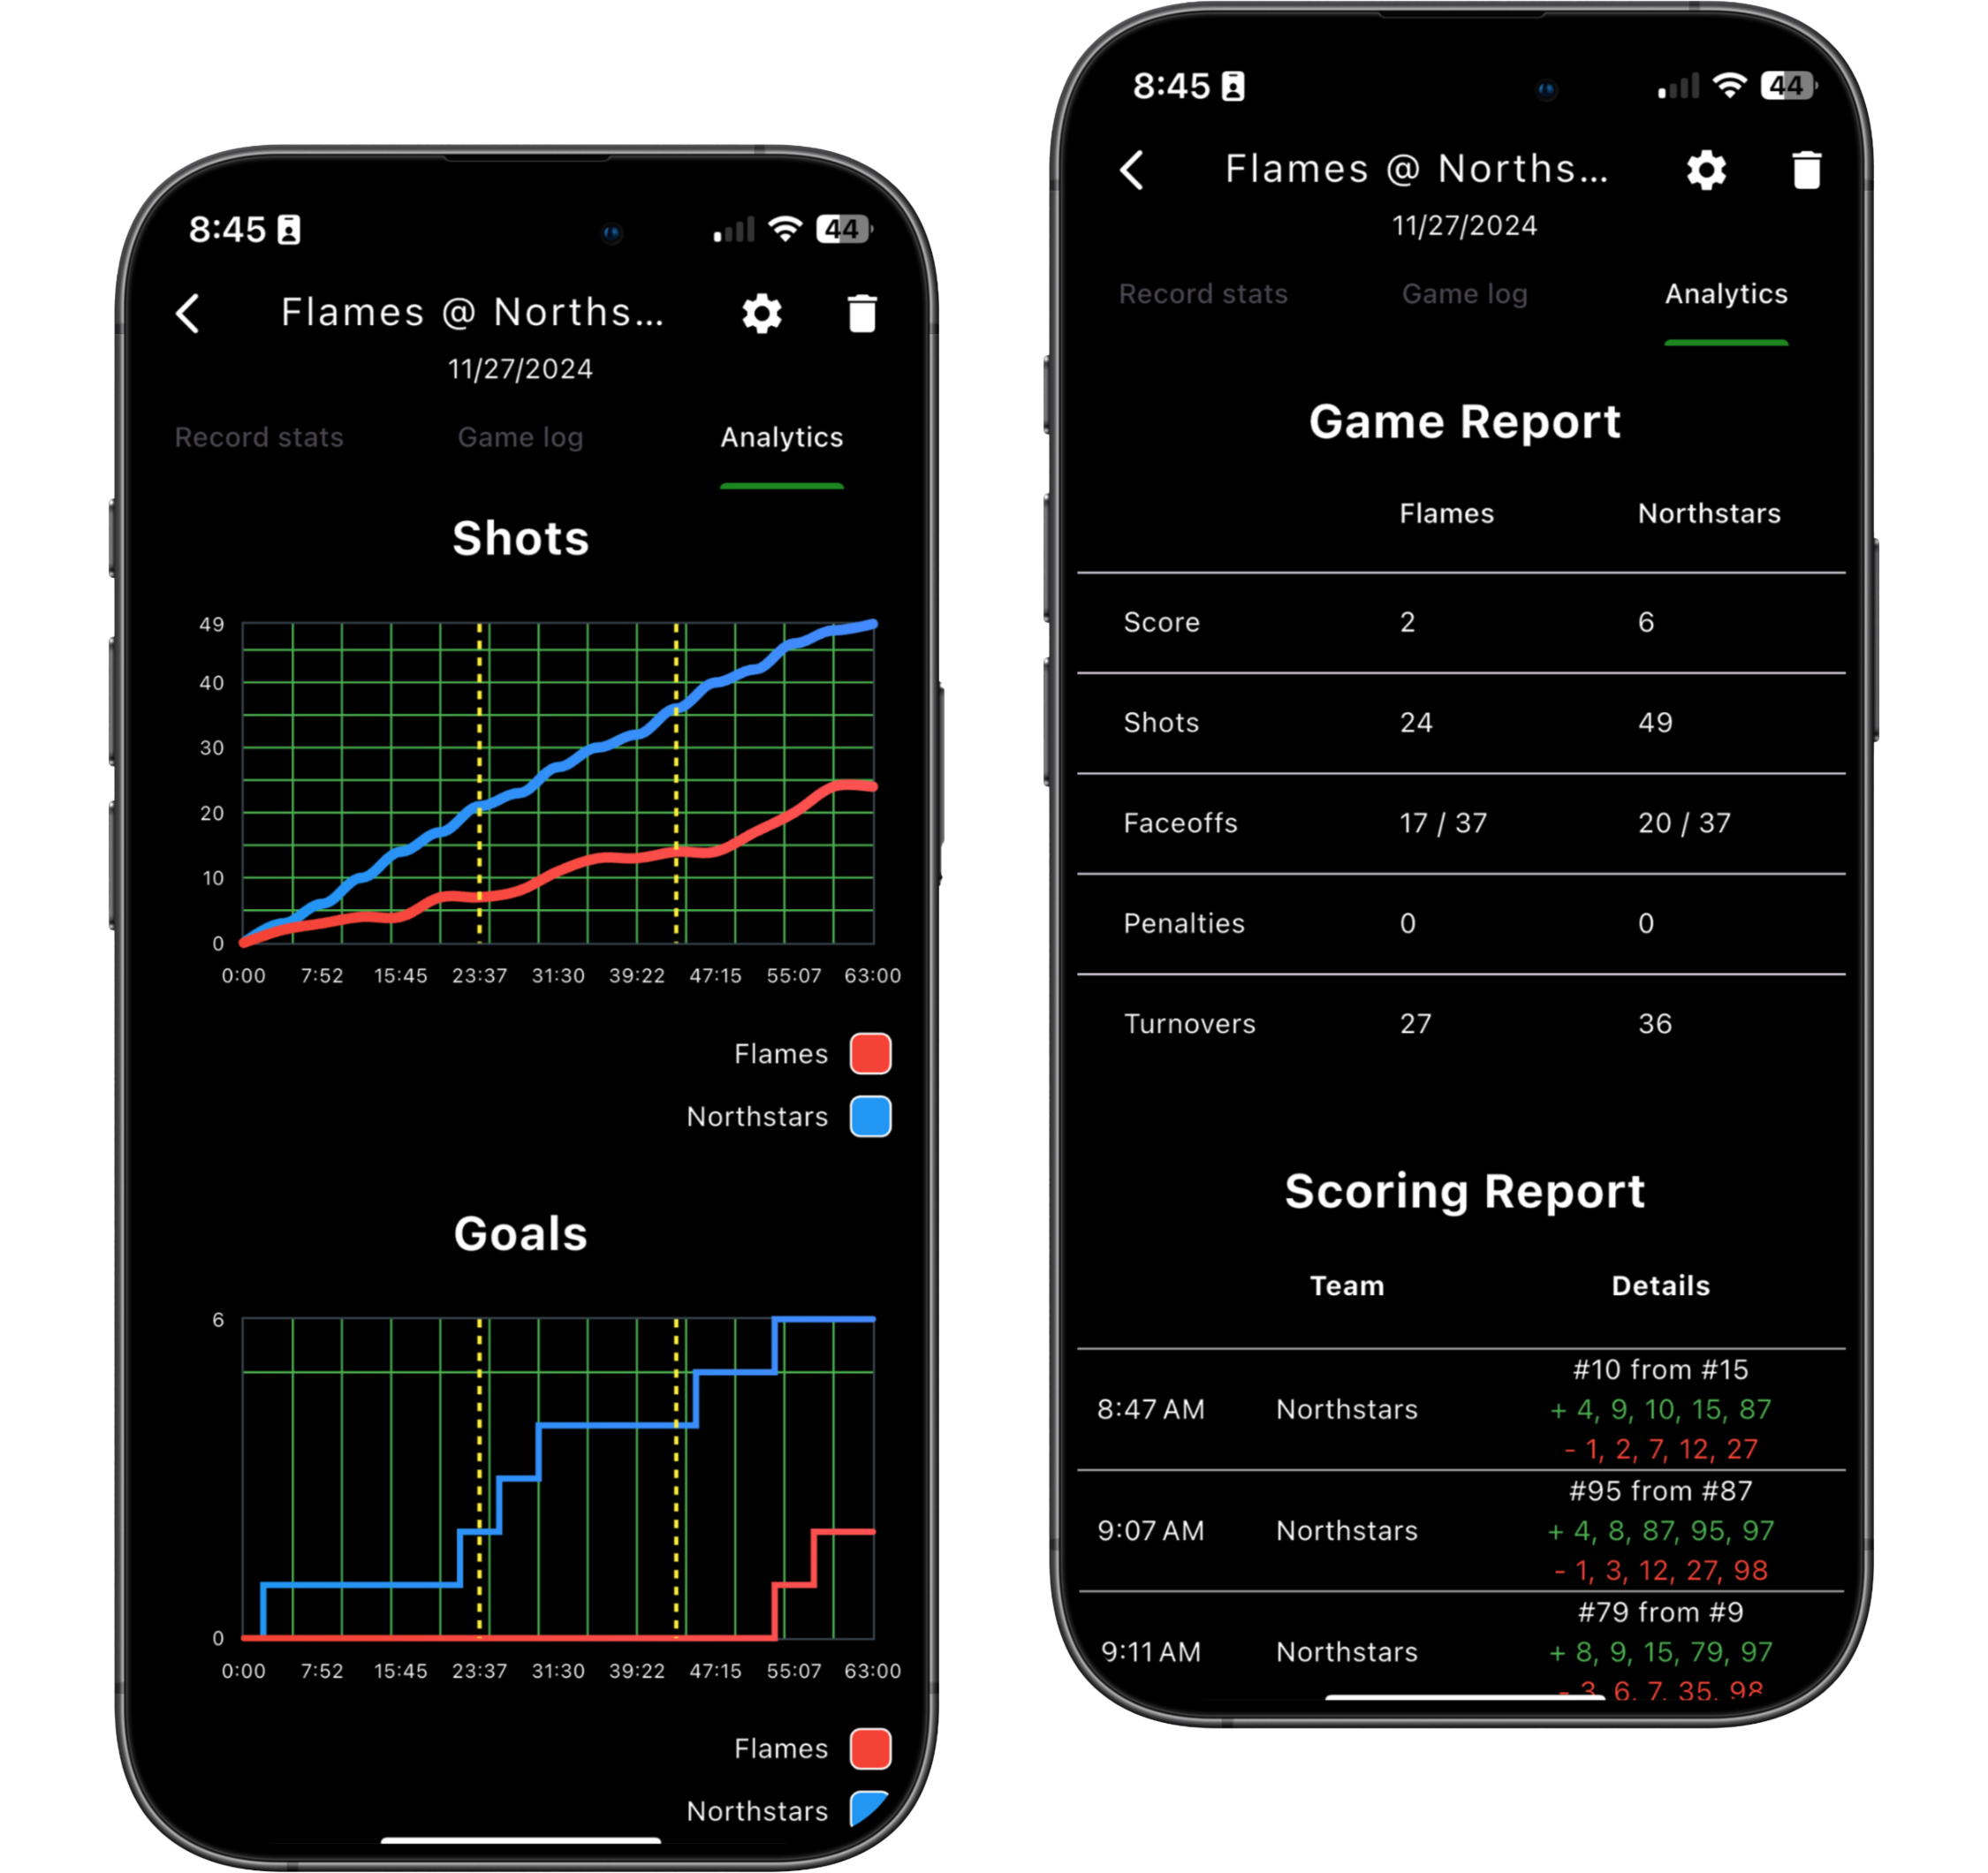 8:45
44
Flames @ Norths...
11/27/2024
Record stats Game log Analytics
Shots
49
40
30
20
10
0
0:00 7:52 15:45 23:37 31:30 39:22 47:15 55:07 63:00
Flames
Northstars
Goals
6
0
0:00 7:52 15:45 23:37 31:30 39:22 47:15 55:07 63:00
Flames
Northstars
8:45
44
Flames @ Norths...
11/27/2024
Record stats Game log Analytics
Game Report
Flames Northstars
Score 2 6
Shots 24 49
Faceoffs 17 / 37 20 / 37
Penalties 0 0
Turnovers 27 36
Scoring Report
Team Details
#10 from #15
8:47 AM Northstars + 4, 9, 10, 15, 87
- 1, 2, 7, 12, 27
#95 from #87
9:07 AM Northstars + 4, 8, 87, 95, 97
- 1, 3, 12, 27, 98
#79 from #9
9:11 AM Northstars + 8, 9, 15, 79, 97
- 3, 6, 7, 35, 98